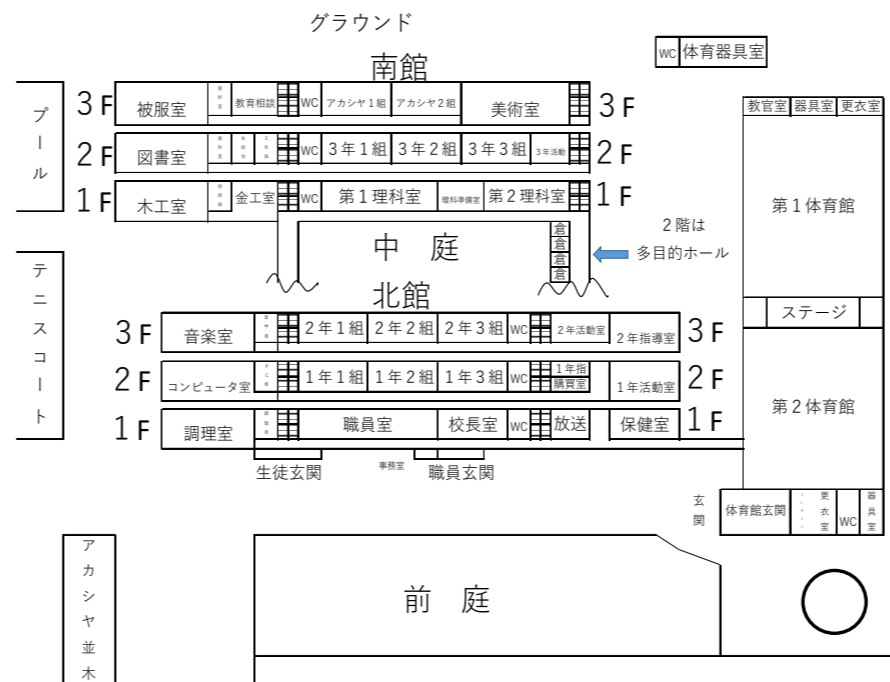 グラウンド
南館
WC 体育器具室
プール
3F 被服室 教育相談 WC アカシヤ1組 アカシヤ2組 美術室 3F
2F 図書室 WC 3年1組 3年2組 3年3組 3年活動 2F
1F 木工室 金工室 WC 第1理科室 理科準備室 第2理科室 1F
教官室 器具室 更衣室
第1体育館
中 庭
倉
倉
倉
倉
2階は
多目的ホール
テニスコート
北館
ステージ
3F 音楽室 2年1組 2年2組 2年3組 WC 2年活動室 2年指導室 3F
2F コンピュータ室 1年1組 1年2組 1年3組 WC 1年指 購買室 1年活動室 2F
1F 調理室 職員室 校長室 WC 放送 保健室 1F
第2体育館
生徒玄関 事務室 職員玄関
玄関 体育館玄関 更衣室 WC 器具室
アカシヤ並木
前 庭